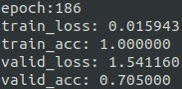 epoch:186
train_loss: 0.015943
train_acc: 1.000000
valid_loss: 1.541160
valid_acc: 0.705000